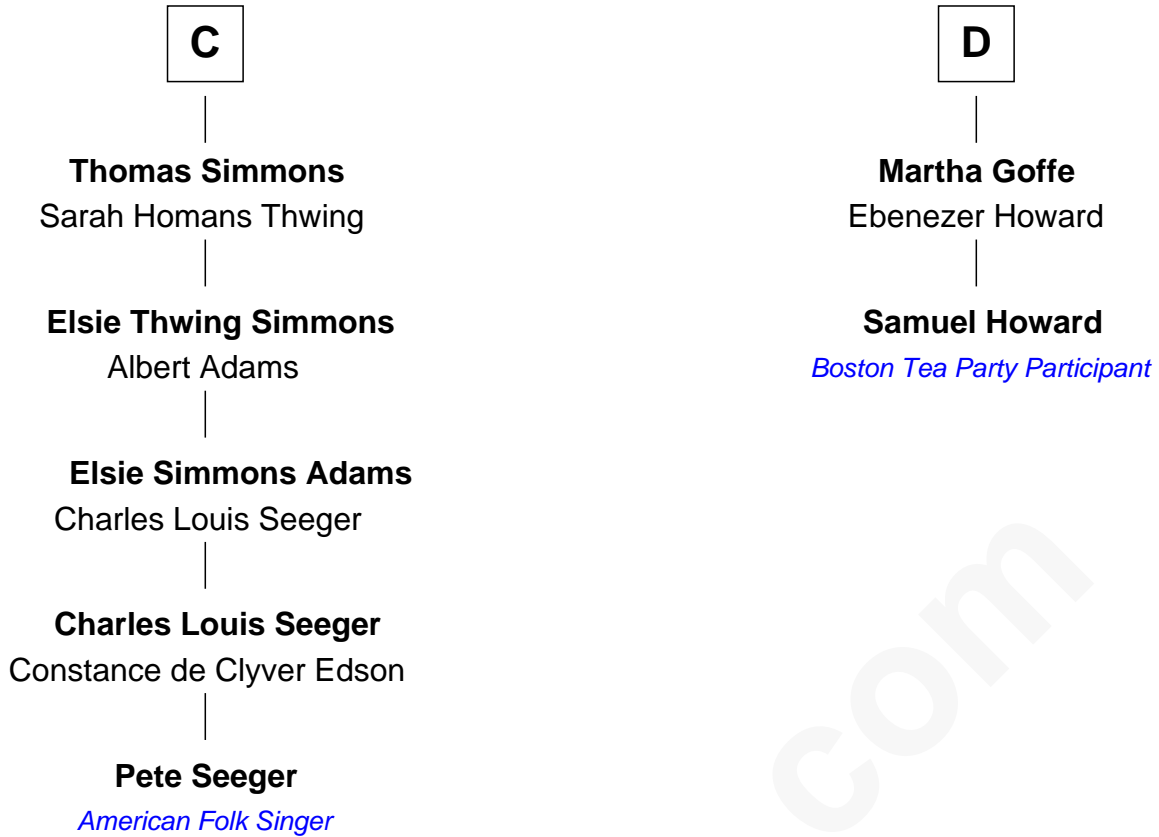 C
Thomas Simmons
Sarah Homans Thwing
Elsie Thwing Simmons
Albert Adams
Elsie Simmons Adams
Charles Louis Seeger
Charles Louis Seeger
Constance de Clyver Edson
Pete Seeger
American Folk Singer
D
Martha Goffe
Ebenezer Howard
Samuel Howard
Boston Tea Party Participant
com